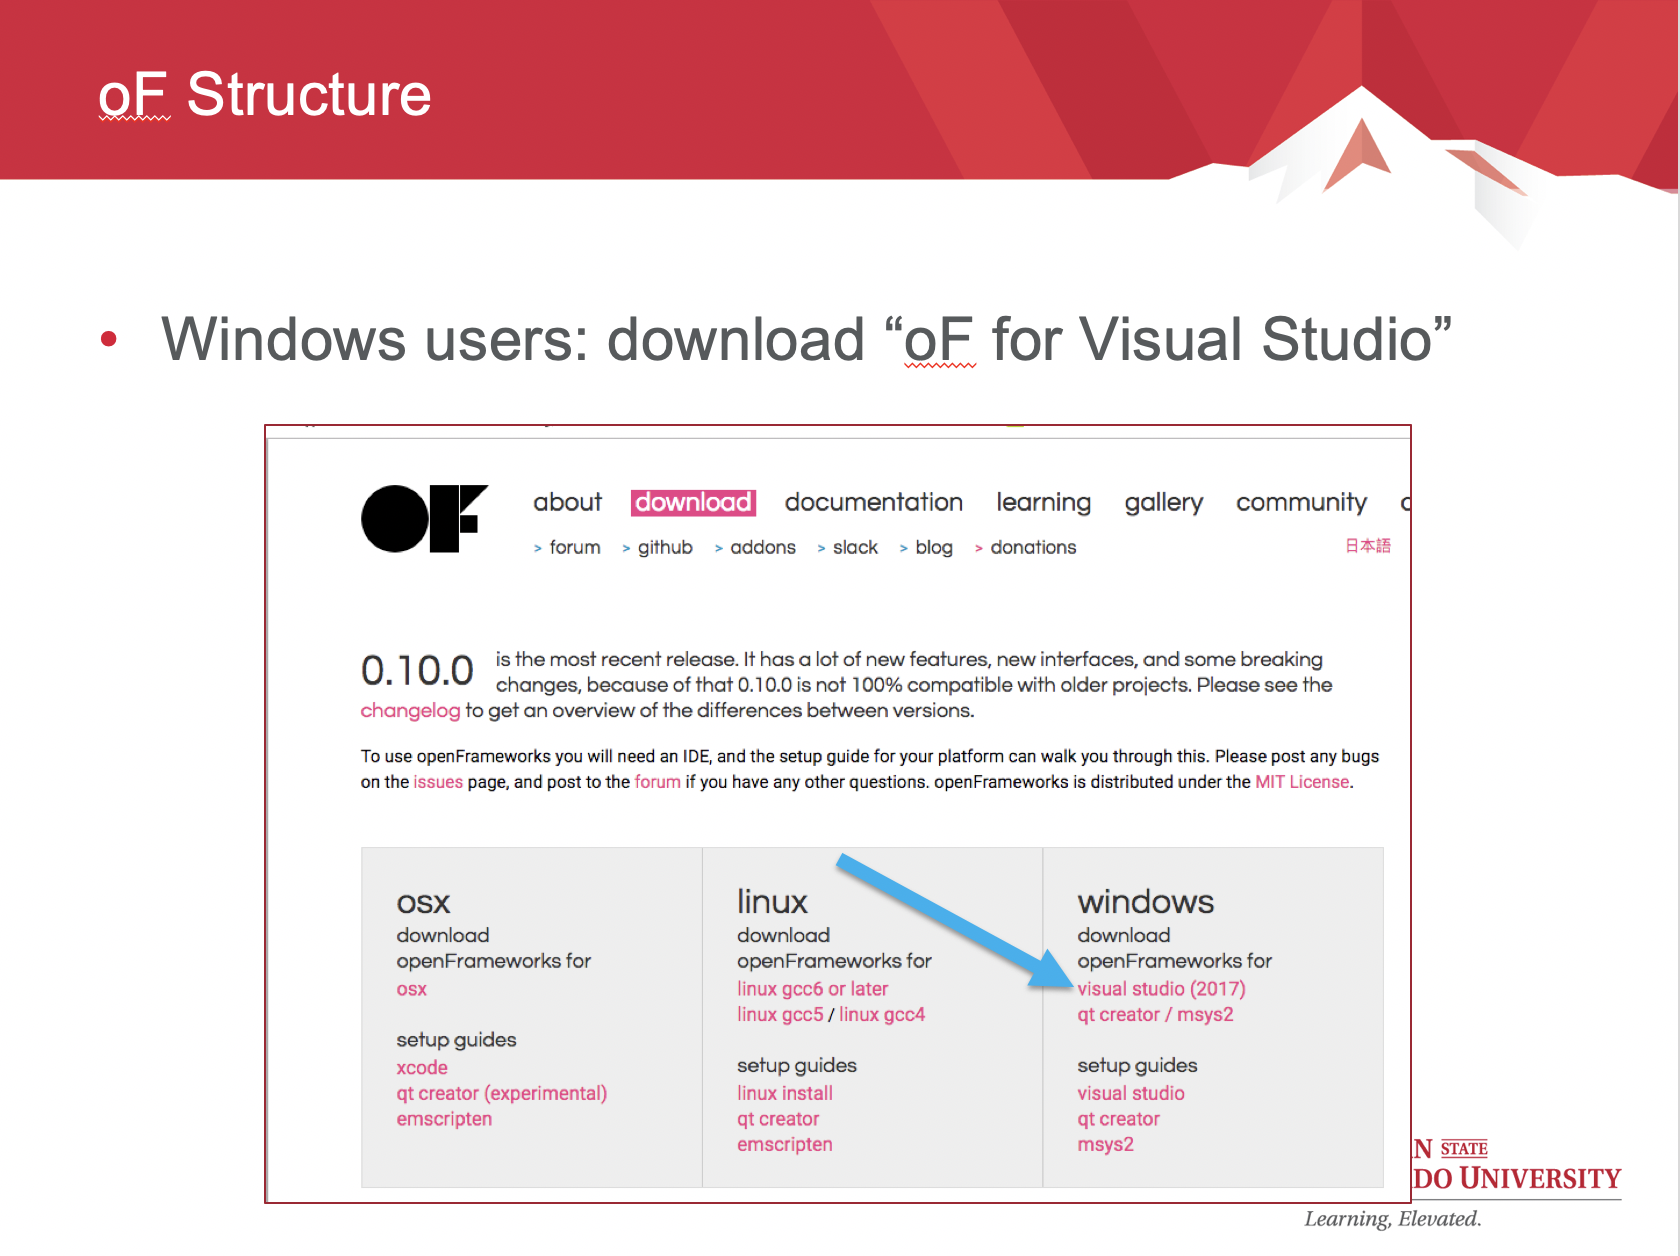 oF Structure
• Windows users: download “oF for Visual Studio”
OF
about download documentation learning gallery community
> forum > github > addons > slack > blog > donations 日本語
0.10.0 is the most recent release. It has a lot of new features, new interfaces, and some breaking
changes, because of that 0.10.0 is not 100% compatible with older projects. Please see the
changelog to get an overview of the differences between versions.
To use openFrameworks you will need an IDE, and the setup guide for your platform can walk you through this. Please post any bugs
on the issues page, and post to the forum if you have any other questions. openFrameworks is distributed under the MIT License.
osx
download
openFrameworks for
osx
setup guides
xcode
qt creator (experimental)
emscripten
linux
download
openFrameworks for
linux gcc6 or later
linux gcc5 / linux gcc4
setup guides
linux install
qt creator
emscripten
windows
download
openFrameworks for
visual studio (2017)
qt creator / msys2
setup guides
visual studio
qt creator
msys2
N STATE
DO UNIVERSITY
Learning, Elevated.